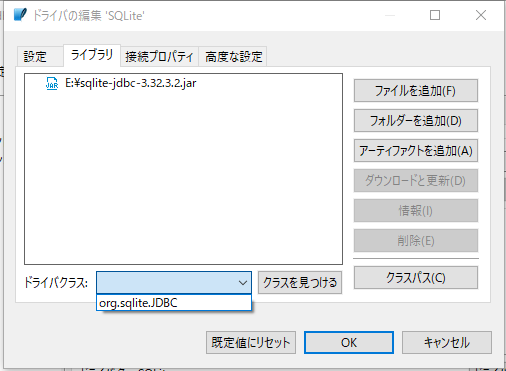 ドライバの編集 'SQLite'
設定 ライブラリ 接続プロパティ 高度な設定
JAR E:¥sqlite-jdbc-3.32.3.2.jar
ファイルを追加(F)
フォルダーを追加(D)
アーティファクトを追加(A)
ダウンロードと更新(D)
情報(I)
削除(E)
クラスパス(C)
ドライバクラス: クラスを見つける
org.sqlite.JDBC
既定値にリセット OK キャンセル